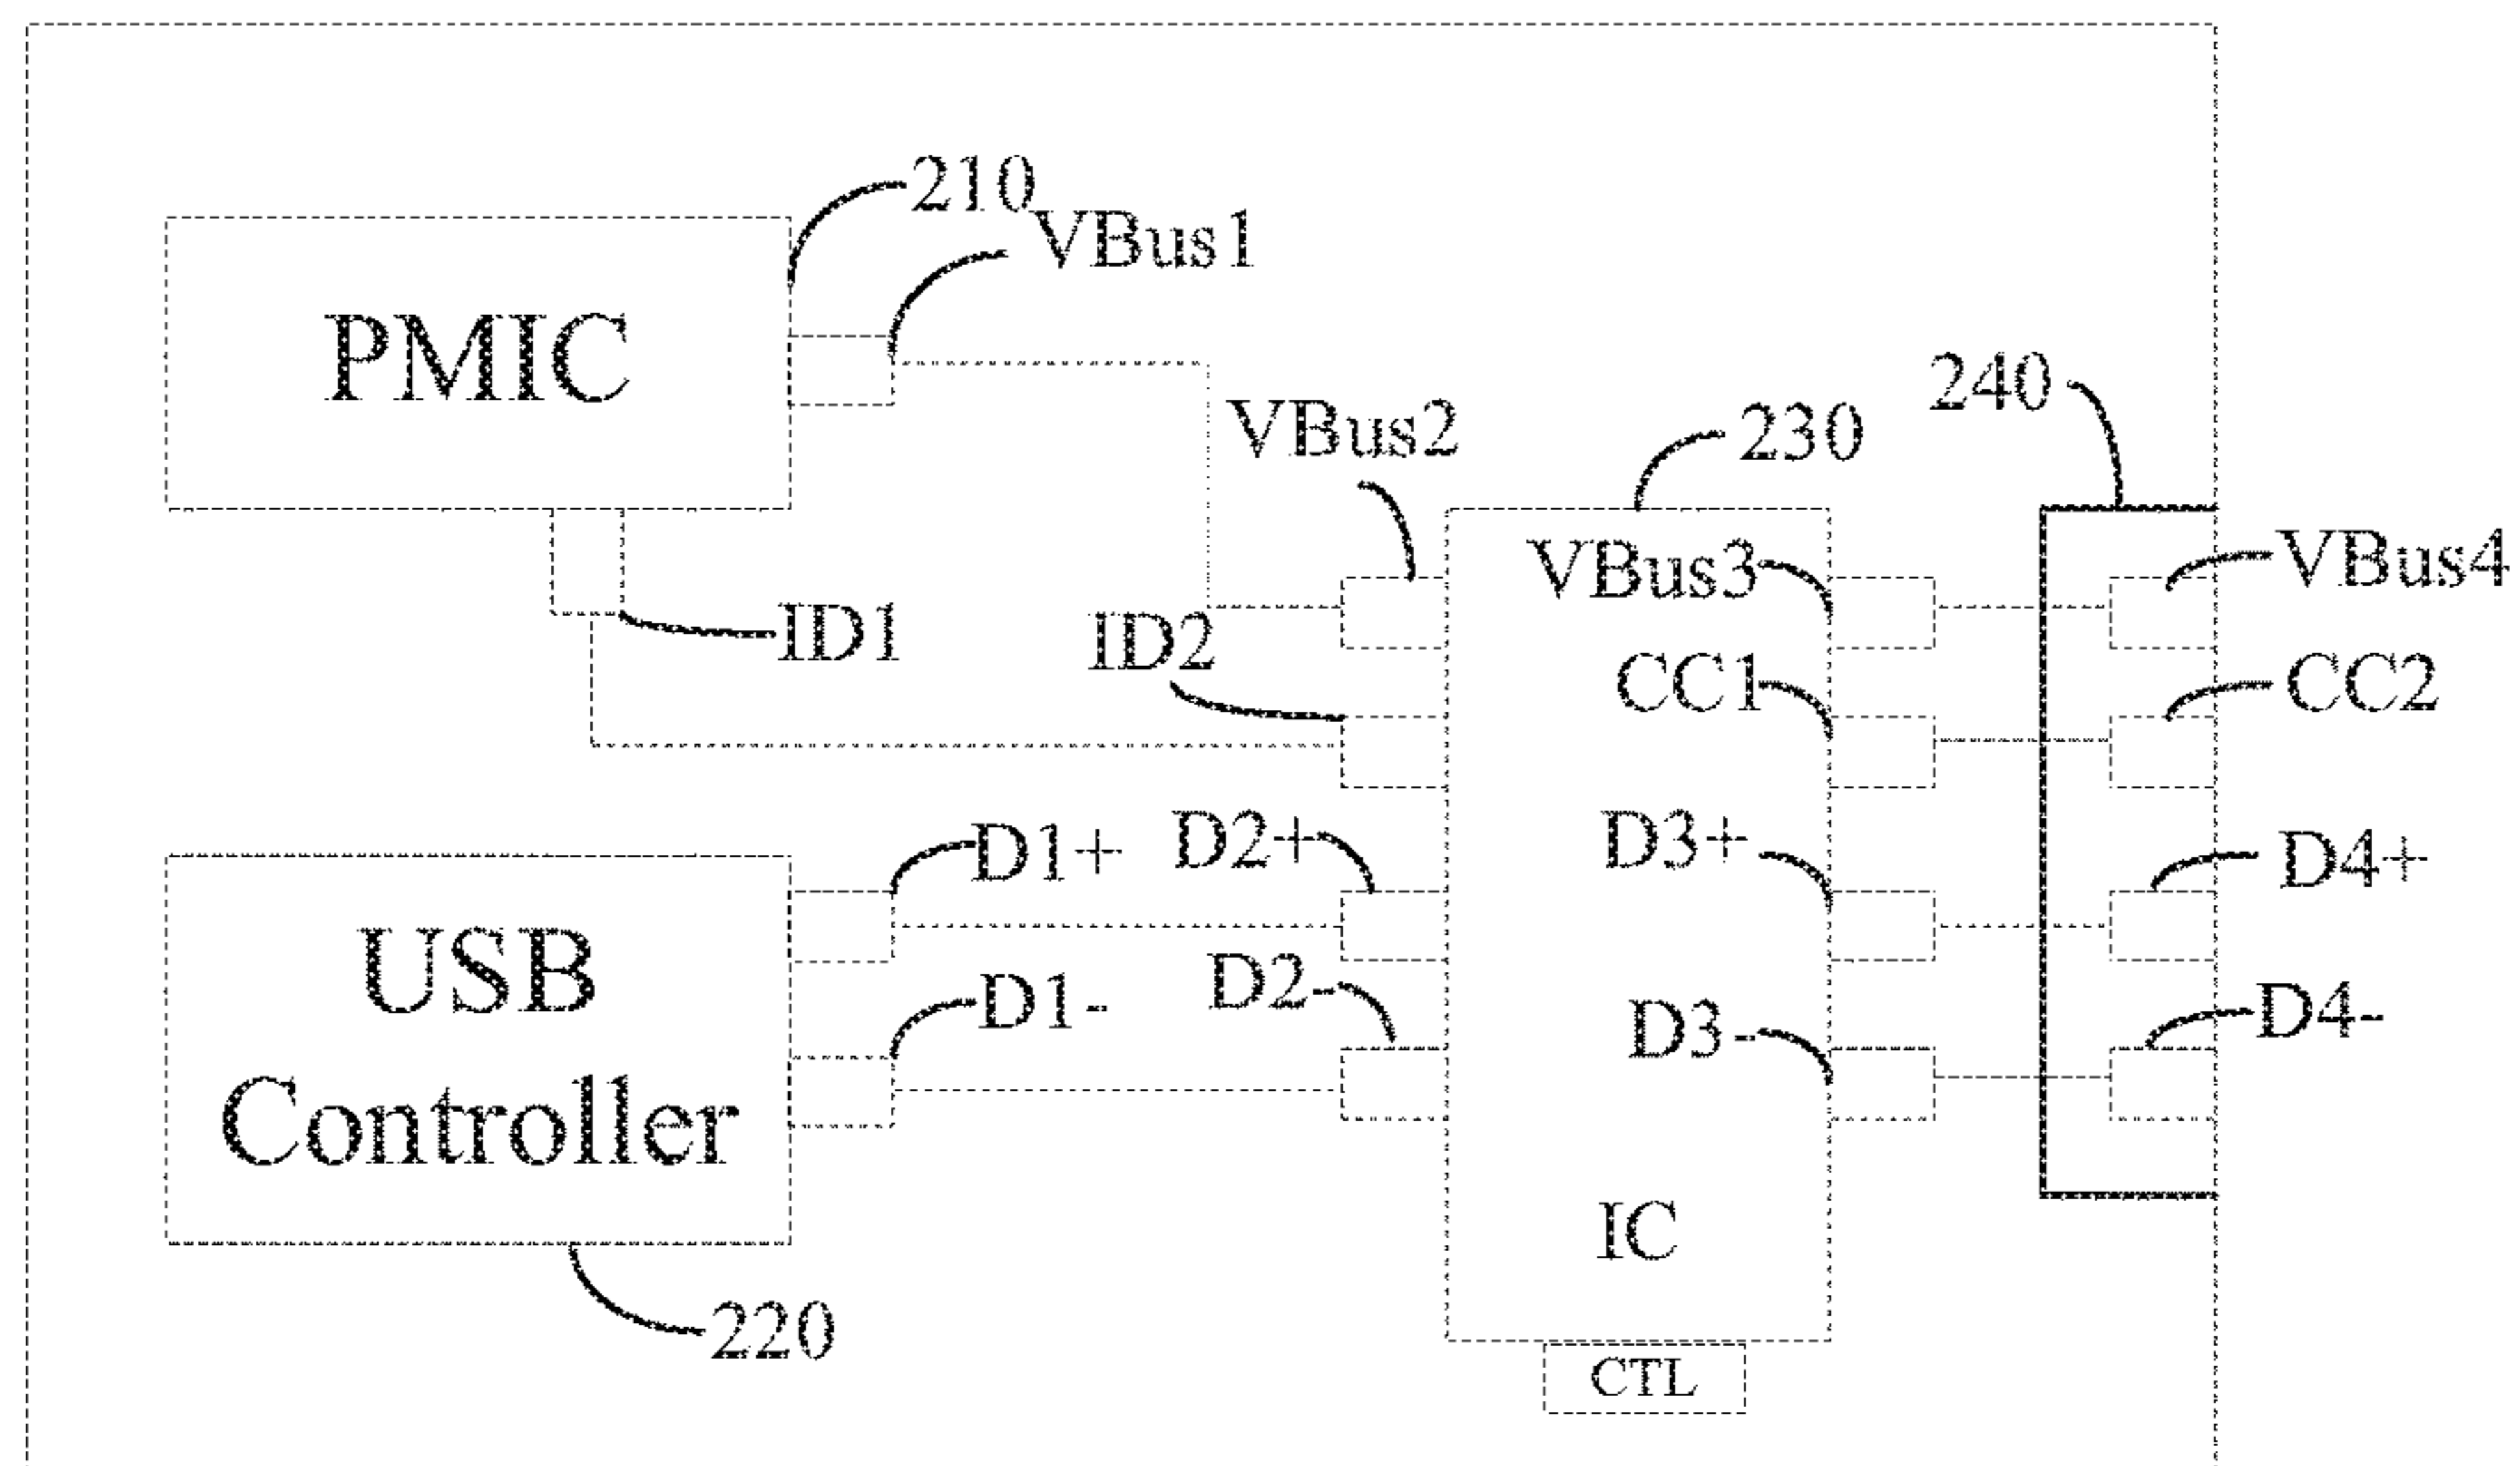 210
VBus1
PMIC
240
VBus2
230
VBus3
VBus4
ID1
ID2
CC1
CC2
D1+
D2+
D3+
D4+
USB
Controller
D1-
D2-
D3-
D4-
IC
220
CTL